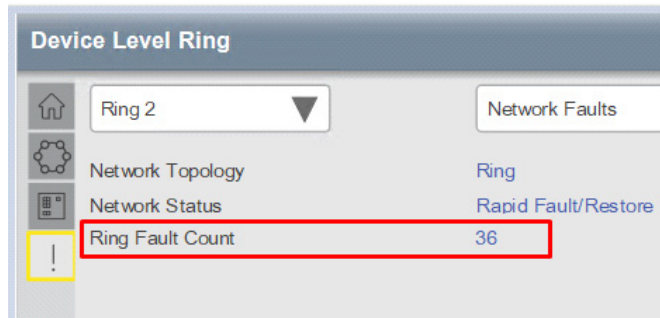 Device Level Ring
Ring 2 Network Faults
Network Topology Ring
Network Status Rapid Fault/Restore
Ring Fault Count 36
!